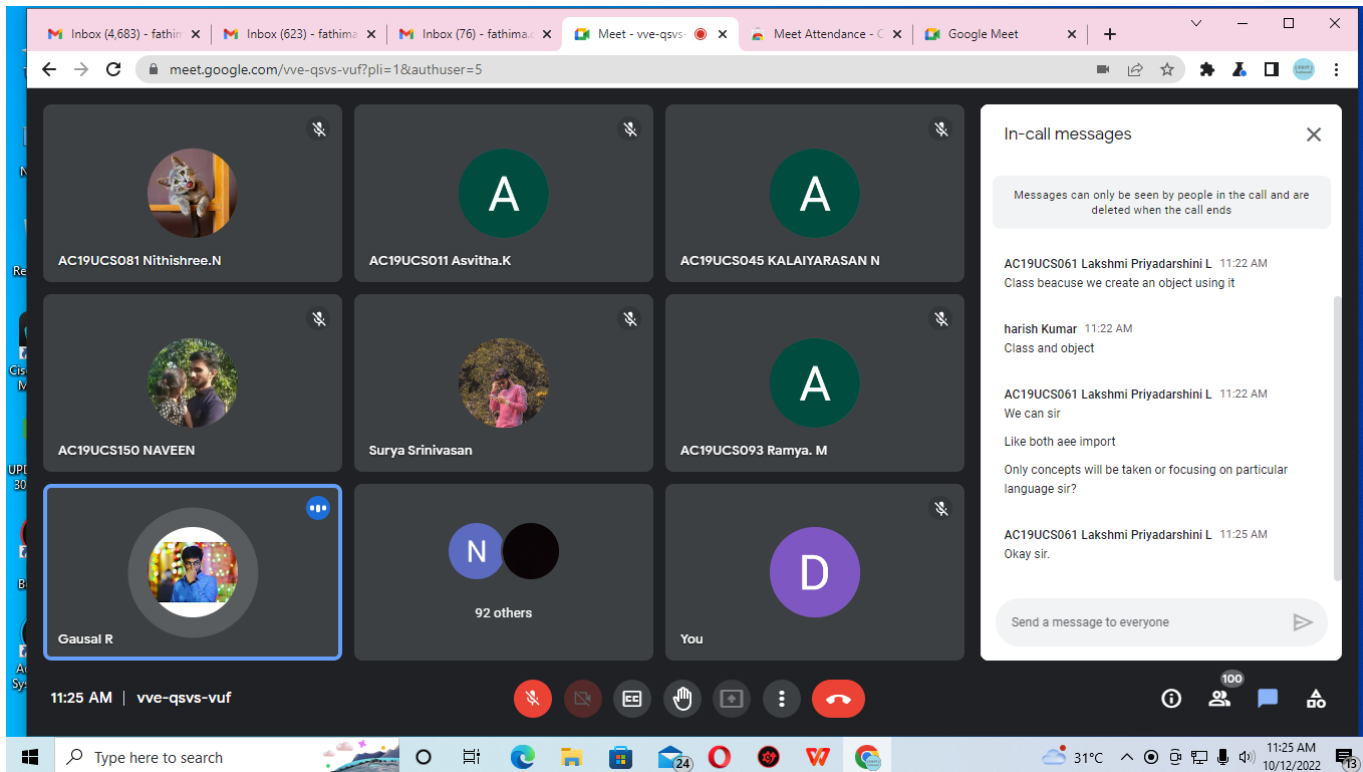 Inbox (4,683) - fathim
Inbox (623) - fathima
Inbox (76) - fathima.
Meet - vve-qsvs-
Meet Attendance - C
Google Meet
meet.google.com/vve-qsvs-vuf?pli=1&authuser=5
AC19UCS081 Nithishree.N
A
AC19UCS011 Asvitha.K
A
AC19UCS045 KALAIYARASAN N
AC19UCS150 NAVEEN
Surya Srinivasan
A
AC19UCS093 Ramya. M
Gausal R
N
92 others
D
You
In-call messages
Messages can only be seen by people in the call and are
deleted when the call ends
AC19UCS061 Lakshmi Priyadarshini L 11:22 AM
Class beacuse we create an object using it
harish Kumar 11:22 AM
Class and object
AC19UCS061 Lakshmi Priyadarshini L 11:22 AM
We can sir
Like both aee import
Only concepts will be taken or focusing on particular
language sir?
AC19UCS061 Lakshmi Priyadarshini L 11:25 AM
Okay sir.
Send a message to everyone
11:25 AM | vve-qsvs-vuf
CC
100
Type here to search
24
31°C
11:25 AM
10/12/2022
13